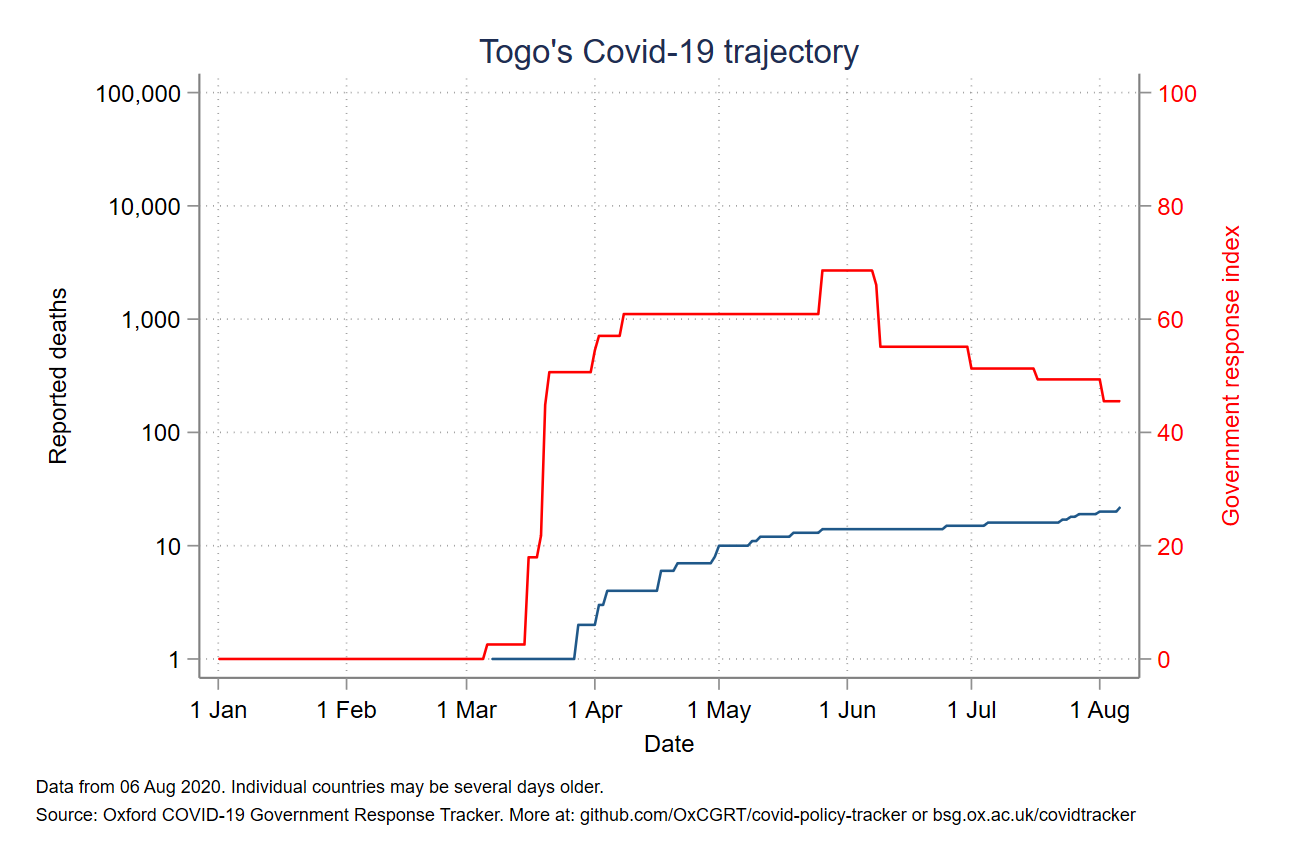 Togo's Covid-19 trajectory
100,000
10,000
1,000
100
10
1
Reported deaths
100
80
60
40
20
0
Government response index
1 Jan 1 Feb 1 Mar 1 Apr 1 May 1 Jun 1 Jul 1 Aug
Date
Data from 06 Aug 2020. Individual countries may be several days older.
Source: Oxford COVID-19 Government Response Tracker. More at: github.com/OxCGRT/covid-policy-tracker or bsg.ox.ac.uk/covidtracker